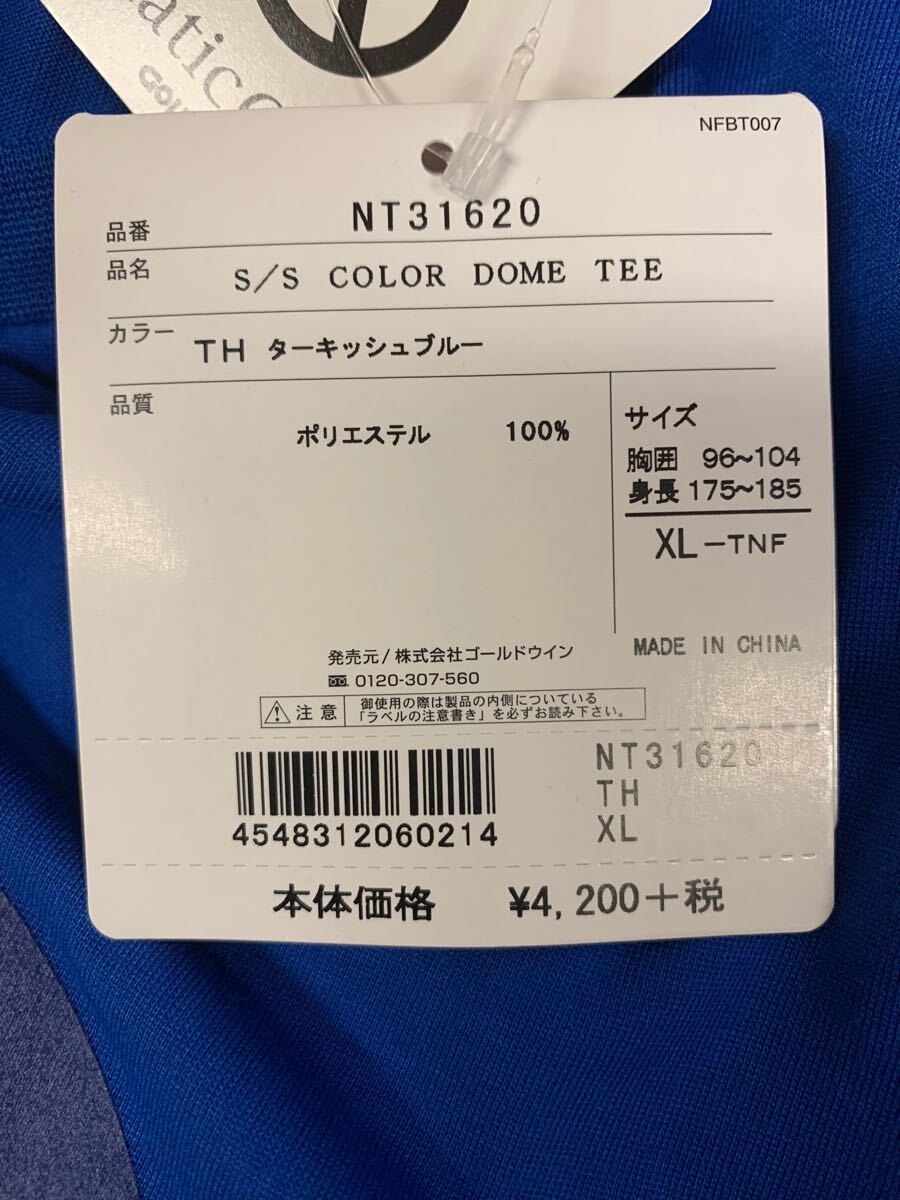 NFBT007
品番 NT31620
品名 S/S COLOR DOME TEE
カラー TH ターキッシュブルー
品質
ポリエステル 100%
サイズ
胸囲 96~104
身長 175~185
XL-TNF
MADE IN CHINA
発売元/株式会社ゴールドウイン
0120-307-560
注意
御使用の際は製品の内側についている
「ラベルの注意書き」を必ずお読み下さい。
4548312060214
NT31620
TH
XL
本体価格 ¥4,200+税